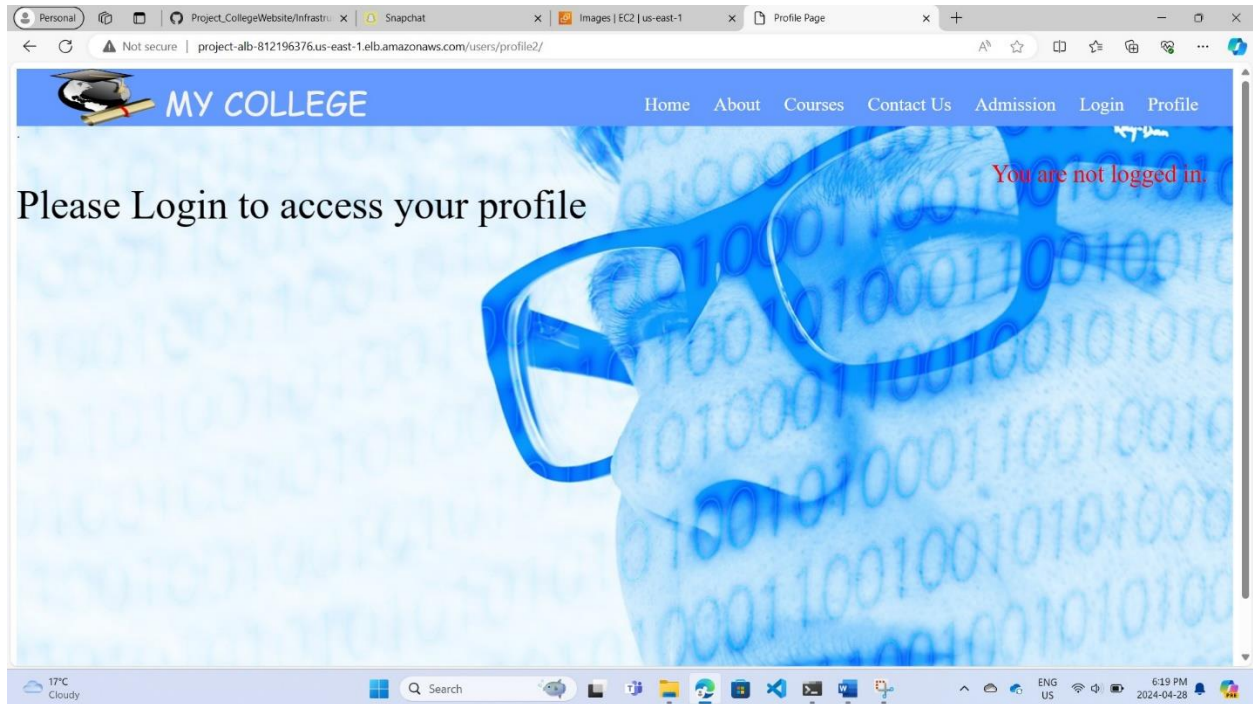 Personal
Project_CollegeWebsite/Infrastru
Snapchat
Images | EC2 | us-east-1
Profile Page
Not secure | project-alb-812196376.us-east-1.elb.amazonaws.com/users/profile2/
MY COLLEGE
Home About Courses Contact Us Admission Login Profile
You are not logged in.
Please Login to access your profile
17°C
Cloudy
Search
ENG
US
6:19 PM
2024-04-28